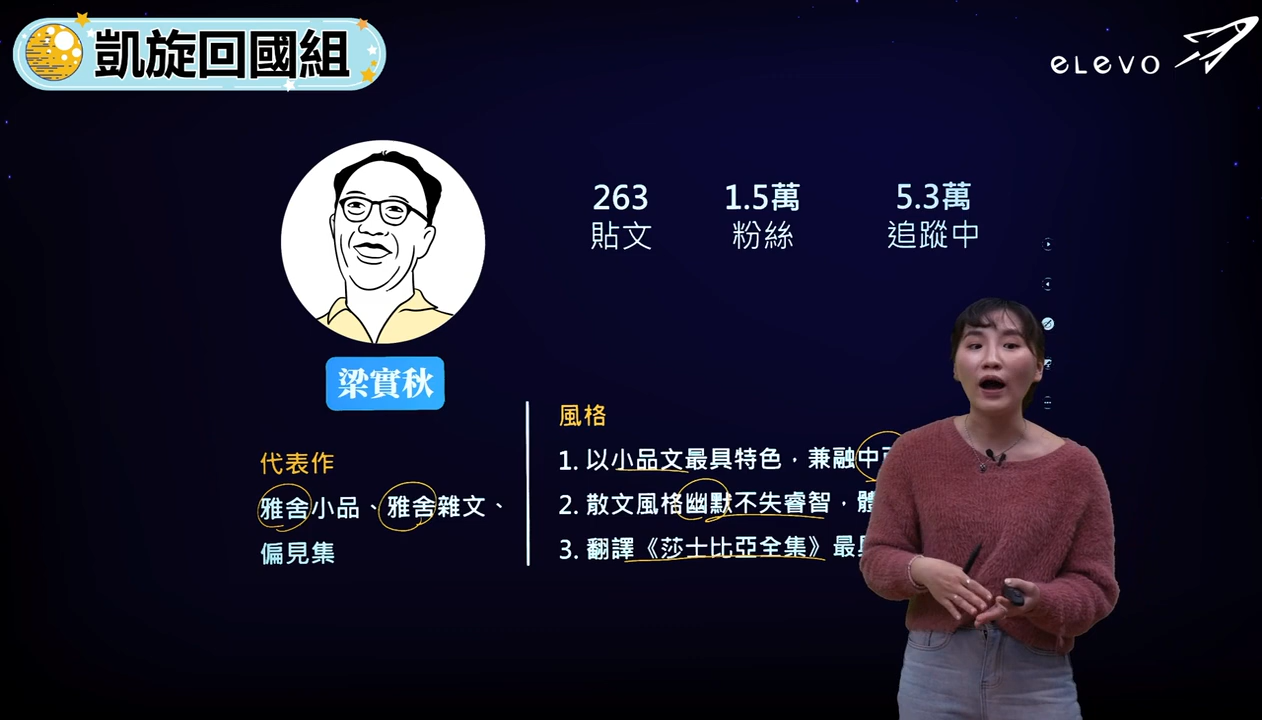 凱旋回國組
eLevo
263
貼文
1.5萬
粉絲
5.3萬
追蹤中
梁實秋
代表作
雅舍小品、雅舍雜文、
偏見集
風格
1. 以小品文最具特色，兼融中
2. 散文風格幽默不失睿智，體
3. 翻譯《莎士比亞全集》最具